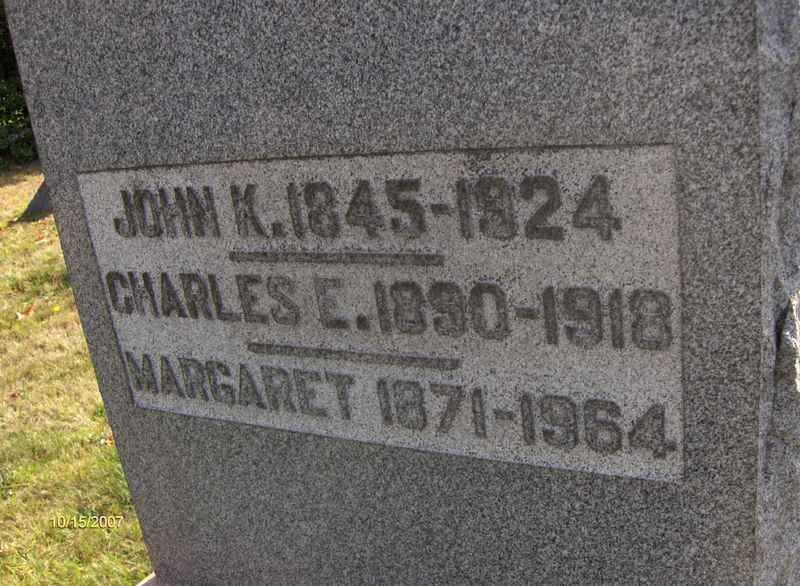 JOHN K. 1845-1924
CHARLES E. 1890-1918
MARGARET 1871-1964
10/15/2007